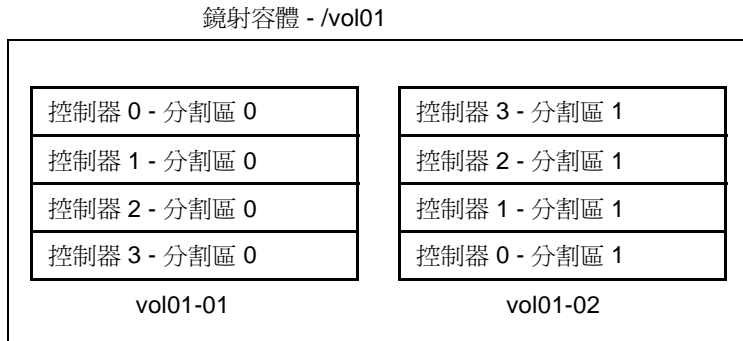 鏡射容體 - /vol01
控制器 0 - 分割區 0
控制器 1 - 分割區 0
控制器 2 - 分割區 0
控制器 3 - 分割區 0
vol01-01
控制器 3 - 分割區 1
控制器 2 - 分割區 1
控制器 1 - 分割區 1
控制器 0 - 分割區 1
vol01-02